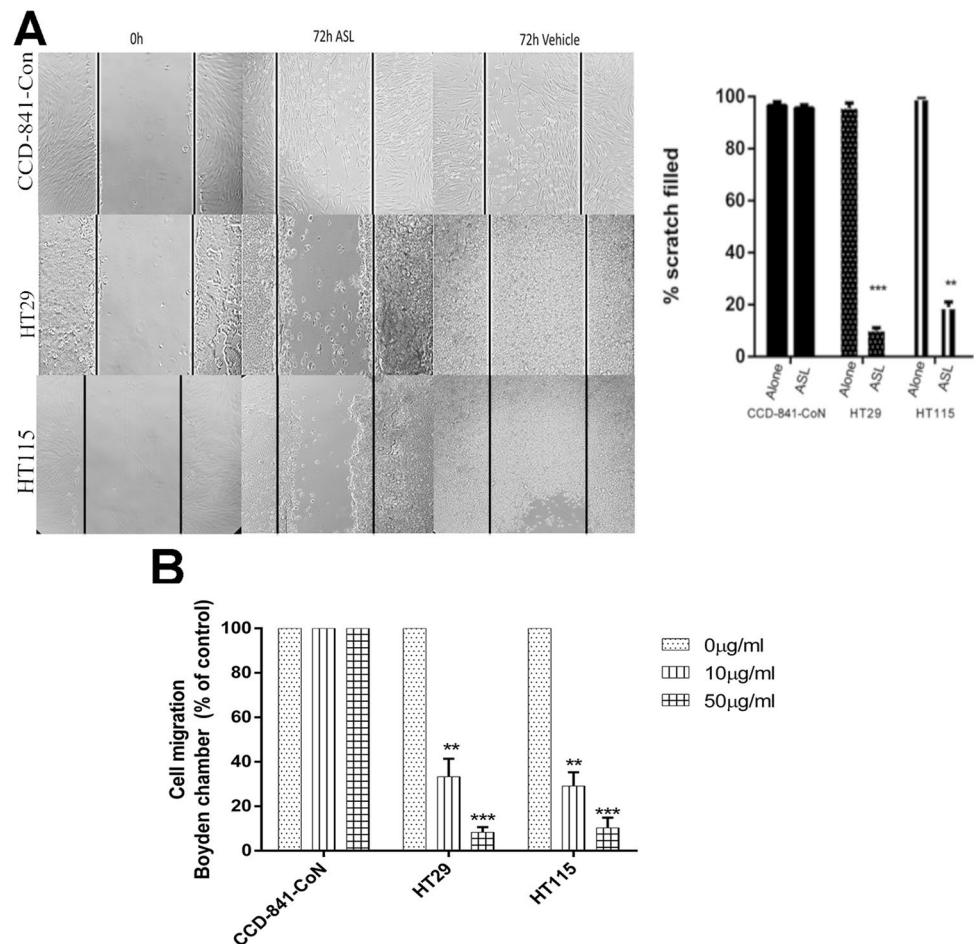 A
0h 72h ASL 72h Vehicle
CCD-841-Con
HT29
HT115
% scratch filled
100
80
60
40
20
0
*** **
Alone ASL Alone ASL Alone ASL
CCD-841-CoN HT29 HT115
B
Cell migration
Boyden chamber (% of control)
100
80
60
40
20
0
** *** ** ***
CCD-841-CoN HT29 HT115
0μg/ml
10μg/ml
50μg/ml